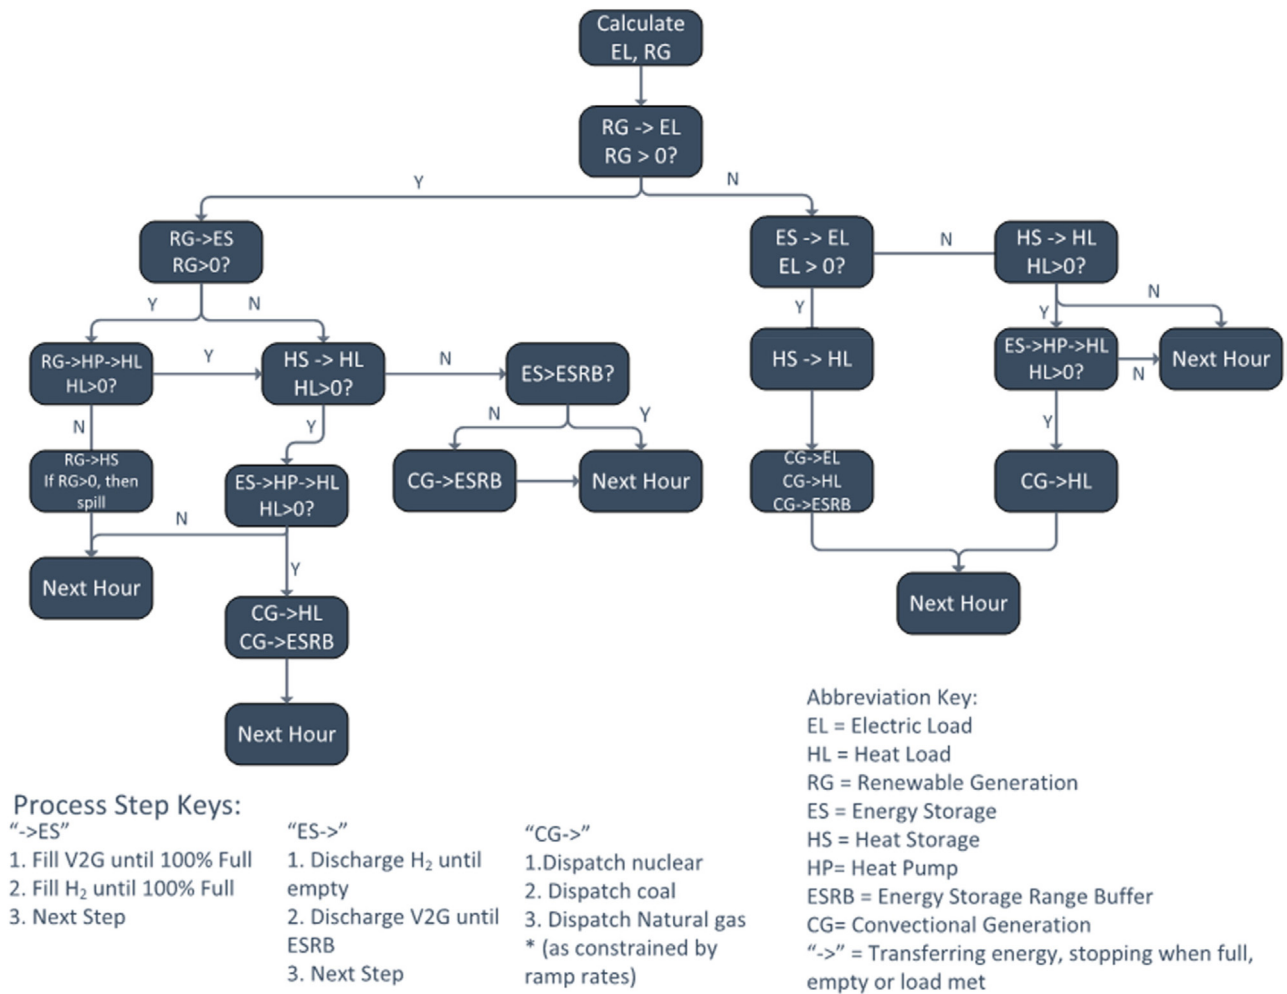 Calculate
EL, RG
RG -> EL
RG > 0?
Y
N
RG->ES
RG>0?
ES -> EL
EL > 0?
N
HS -> HL
HL>0?
Y
N
Y
Y
N
RG->HP->HL
HL>0?
Y
HS -> HL
HL>0?
N
ES>ESRB?
HS -> HL
ES->HP->HL
HL>0?
N
Next Hour
N
Y
N
Y
Y
RG->HS
If RG>0, then
spill
ES->HP->HL
HL>0?
CG->ESRB
Next Hour
CG->EL
CG->HL
CG->ESRB
CG->HL
N
Y
Next Hour
CG->HL
CG->ESRB
Next Hour
Next Hour
Abbreviation Key:
EL = Electric Load
HL = Heat Load
RG = Renewable Generation
ES = Energy Storage
HS = Heat Storage
HP= Heat Pump
ESRB = Energy Storage Range Buffer
CG= Convectional Generation
“->” = Transferring energy, stopping when full,
empty or load met
Process Step Keys:
“->ES”
1. Fill V2G until 100% Full
2. Fill H₂ until 100% Full
3. Next Step
“ES->”
1. Discharge H₂ until
empty
2. Discharge V2G until
ESRB
3. Next Step
“CG->”
1.Dispatch nuclear
2. Dispatch coal
3. Dispatch Natural gas
* (as constrained by
ramp rates)